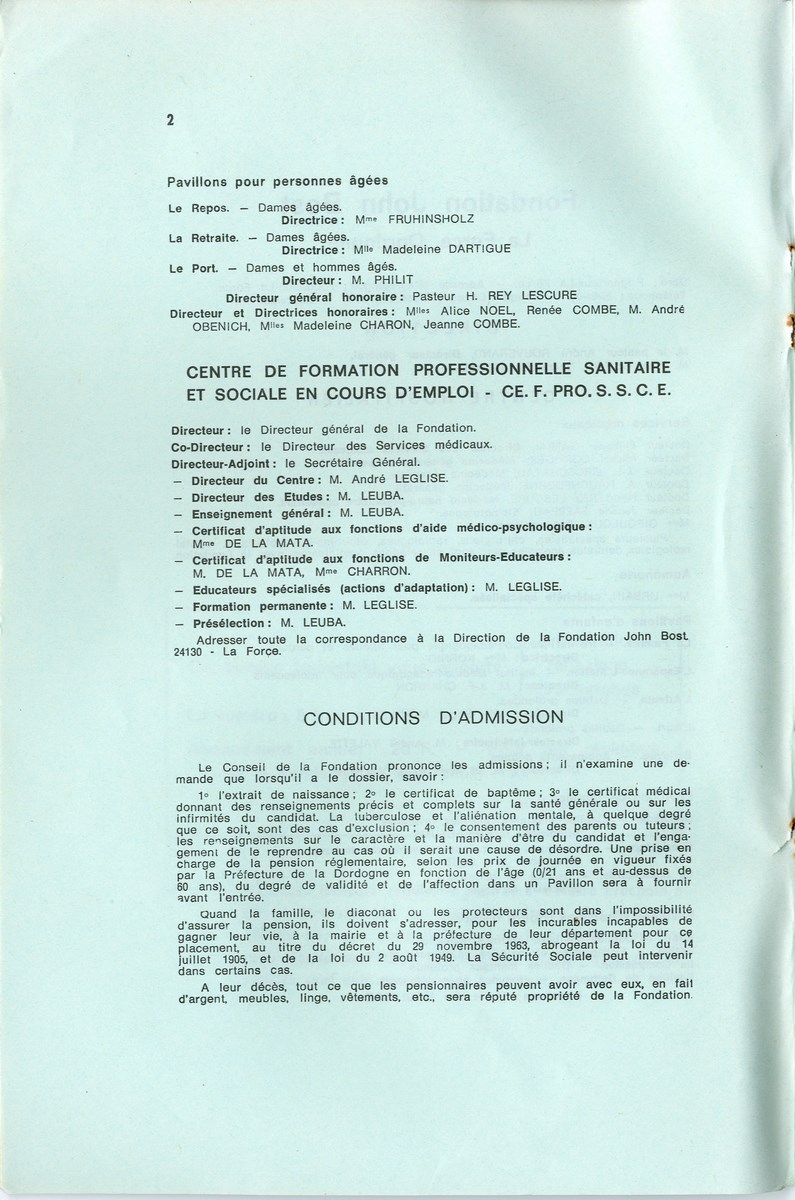 2
Pavillons pour personnes âgées
Le Repos. — Dames âgées.
Directrice : Mme FRUHINSHOLZ
La Retraite. — Dames âgées.
Directrice : Mlle Madeleine DARTIGUE
Le Port. — Dames et hommes âgés.
Directeur : M. PHILIT
Directeur général honoraire : Pasteur H. REY LESCURE
Directeur et Directrices honoraires : Mlles Alice NOEL, Renée COMBE, M. André
OBENICH, Mlles Madeleine CHARON, Jeanne COMBE.
CENTRE DE FORMATION PROFESSIONNELLE SANITAIRE
ET SOCIALE EN COURS D'EMPLOI - CE. F. PRO. S. S. C. E.
Directeur : le Directeur général de la Fondation.
Co-Directeur : le Directeur des Services médicaux.
Directeur-Adjoint : le Secrétaire Général.
— Directeur du Centre : M. André LEGLISE.
— Directeur des Etudes : M. LEUBA.
— Enseignement général : M. LEUBA.
— Certificat d'aptitude aux fonctions d'aide médico-psychologique :
Mme DE LA MATA.
— Certificat d'aptitude aux fonctions de Moniteurs-Educateurs :
M. DE LA MATA, Mme CHARRON.
— Educateurs spécialisés (actions d'adaptation) : M. LEGLISE.
— Formation permanente : M. LEGLISE.
— Présélection : M. LEUBA.
Adresser toute la correspondance à la Direction de la Fondation John Bost
24130 - La Force.
CONDITIONS D'ADMISSION
Le Conseil de la Fondation prononce les admissions ; il n'examine une de-
mande que lorsqu'il a le dossier, savoir :
1º l'extrait de naissance ; 2º le certificat de baptême ; 3º le certificat médical
donnant des renseignements précis et complets sur la santé générale ou sur les
infirmités du candidat. La tuberculose et l'aliénation mentale, à quelque degré
que ce soit, sont des cas d'exclusion ; 4º le consentement des parents ou tuteurs ;
les renseignements sur le caractère et la manière d'être du candidat et l'enga-
gement de le reprendre au cas où il serait une cause de désordre. Une prise en
charge de la pension réglementaire, selon les prix de journée en vigueur fixés
par la Préfecture de la Dordogne en fonction de l'âge (0/21 ans et au-dessus de
60 ans), du degré de validité et de l'affection dans un Pavillon sera à fournir
avant l'entrée.
Quand la famille, le diaconat ou les protecteurs sont dans l'impossibilité
d'assurer la pension, ils doivent s'adresser, pour les incurables incapables de
gagner leur vie, à la mairie et à la préfecture de leur département pour ce
placement, au titre du décret du 29 novembre 1963, abrogeant la loi du 14
juillet 1905, et de la loi du 2 août 1949. La Sécurité Sociale peut intervenir
dans certains cas.
A leur décès, tout ce que les pensionnaires peuvent avoir avec eux, en fait
d'argent, meubles, linge, vêtements, etc., sera réputé propriété de la Fondation.